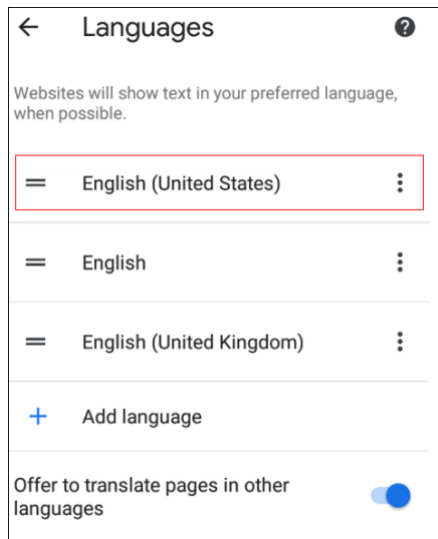 Languages
Websites will show text in your preferred language,
when possible.
English (United States)
English
English (United Kingdom)
Add language
Offer to translate pages in other
languages